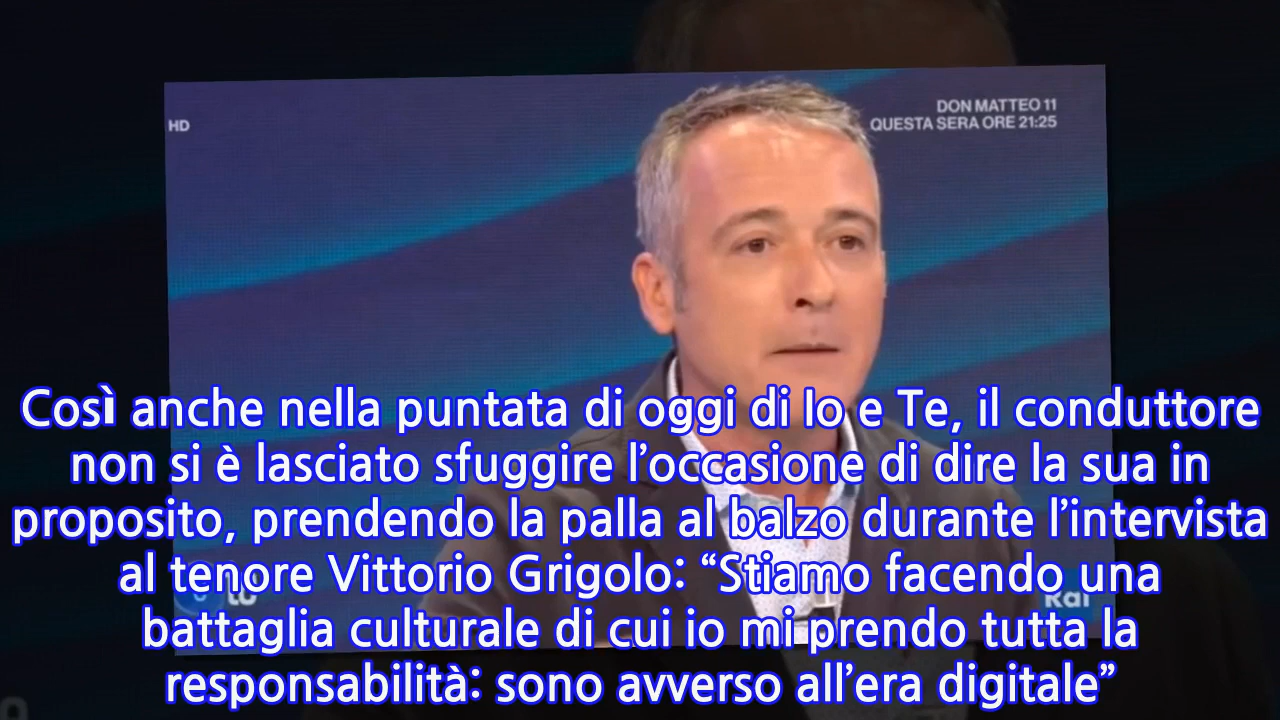 HD
DON MATTEO 11
QUESTA SERA ORE 21:25
Così anche nella puntata di oggi di Io e Te, il conduttore
non si è lasciato sfuggire l’occasione di dire la sua in
proposito, prendendo la palla al balzo durante l’intervista
al tenore Vittorio Grigolo: “Stiamo facendo una
battaglia culturale di cui io mi prendo tutta la
responsabilità: sono avverso all’era digitale”
Rai